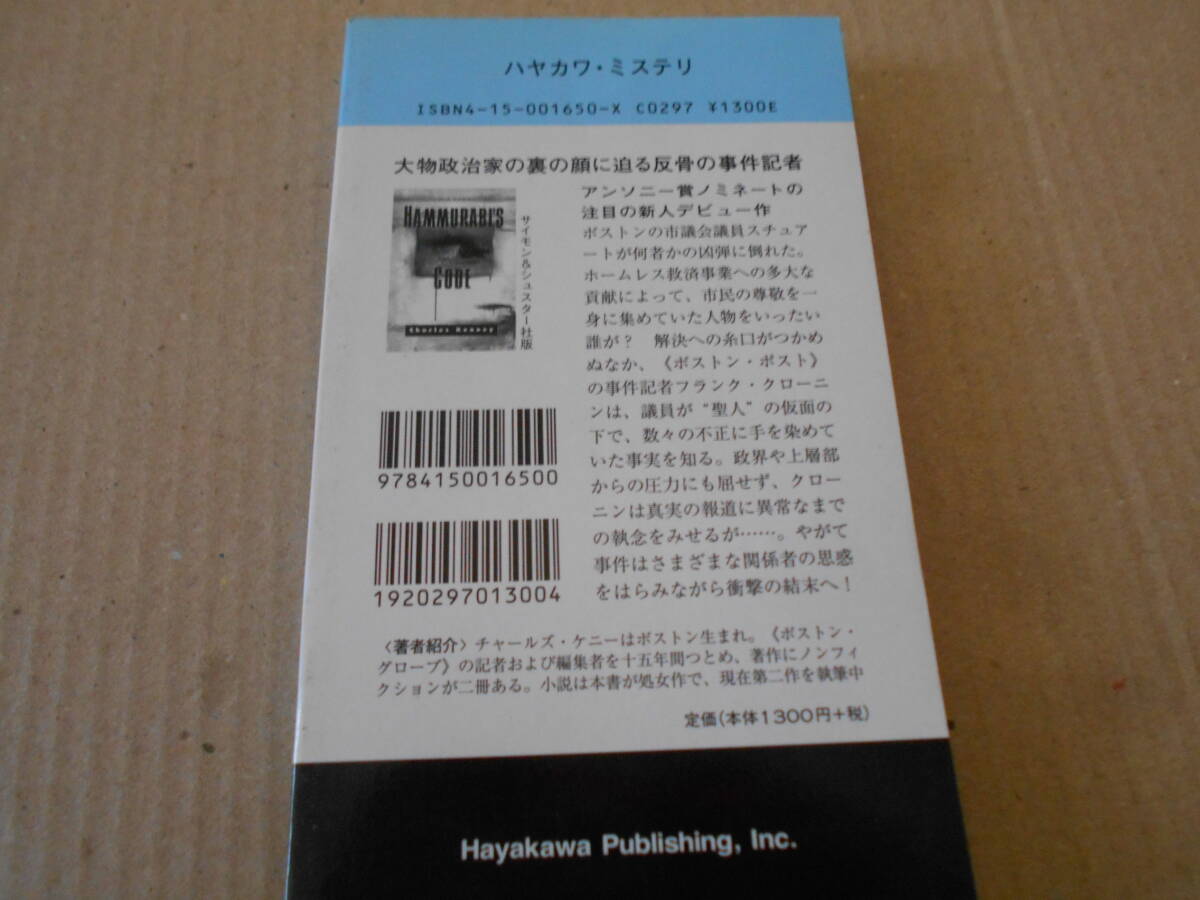 ハヤカワ・ミステリ
ISBN4-15-001650-X C0297 ¥1300E
大物政治家の裏の顔に迫る反骨の事件記者
HAMMURABI'S
CODE
Charles Kenney
サイモン&シュスター社版
アンソニー賞ノミネートの
注目の新人デビュー作
ボストンの市議会議員スチュア
ートが何者かの凶弾に倒れた。
ホームレス救済事業への多大な
貢献によって、市民の尊敬を一
身に集めていた人物をいったい
誰が? 解決への糸口がつかめ
ぬなか、《ボストン・ポスト》
の事件記者フランク・クローニ
ンは、議員が“聖人”の仮面の
下で、数々の不正に手を染めて
いた事実を知る。政界や上層部
からの圧力にも屈せず、クロー
ニンは真実の報道に異常なまで
の執念をみせるが……。やがて
事件はさまざまな関係者の思惑
をはらみながら衝撃の結末へ!
9784150016500
1920297013004
〈著者紹介〉チャールズ・ケニーはボストン生まれ。《ボストン・
グローブ》の記者および編集者を十五年間つとめ、著作にノンフィ
クションが二冊ある。小説は本書が処女作で、現在第二作を執筆中
定価(本体1300円+税)
Hayakawa Publishing, Inc.